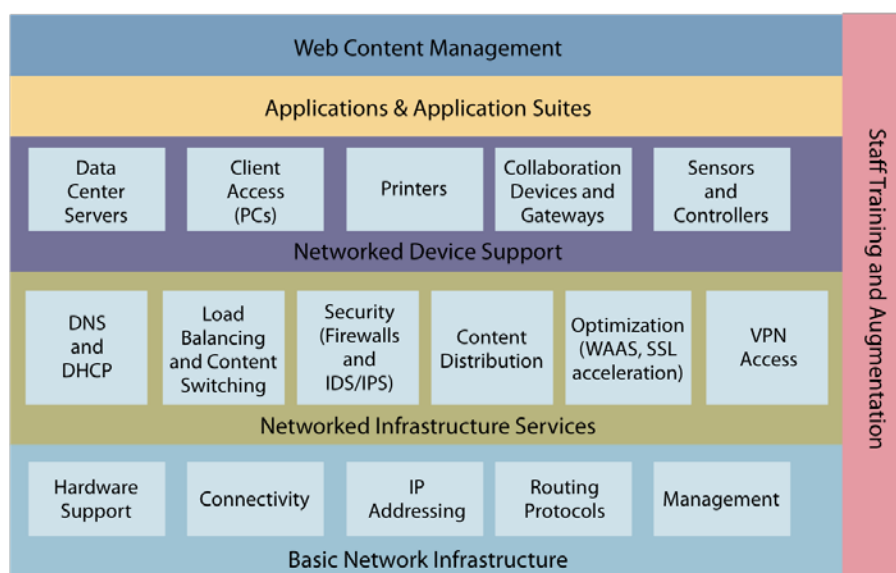 Web Content Management
Applications & Application Suites
Data
Center
Servers
Client
Access
(PCs)
Printers
Collaboration
Devices and
Gateways
Sensors
and
Controllers
Networked Device Support
DNS
and
DHCP
Load
Balancing
and Content
Switching
Security
(Firewalls
and
IDS/IPS)
Content
Distribution
Optimization
(WAAS, SSL
acceleration)
VPN
Access
Networked Infrastructure Services
Hardware
Support
Connectivity
IP
Addressing
Routing
Protocols
Management
Basic Network Infrastructure
Staff Training and Augmentation